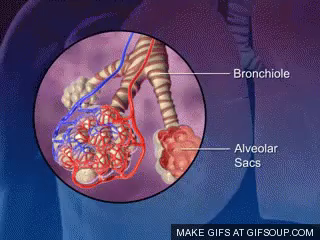 Bronchiole
Alveolar
Sacs
MAKE GIFS AT GIFSOUP.COM